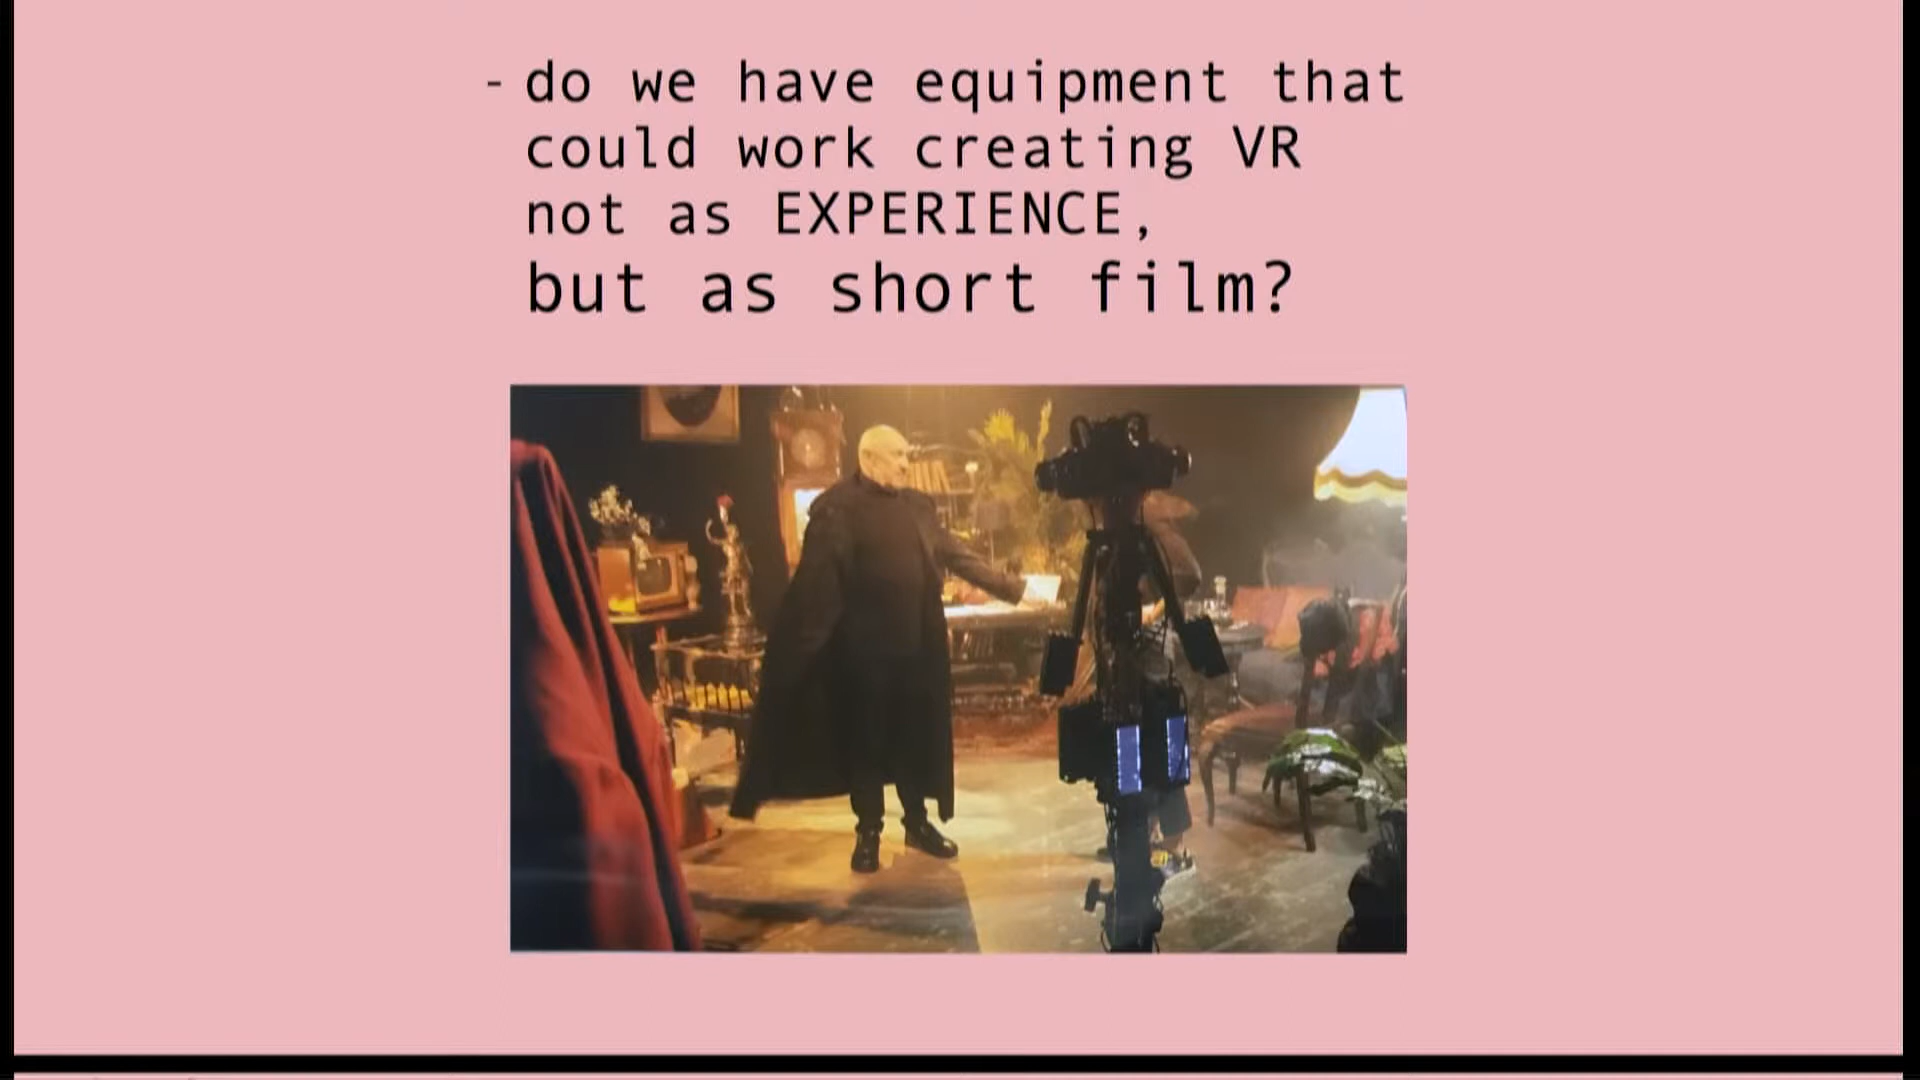 - do we have equipment that
could work creating VR
not as EXPERIENCE,
but as short film?